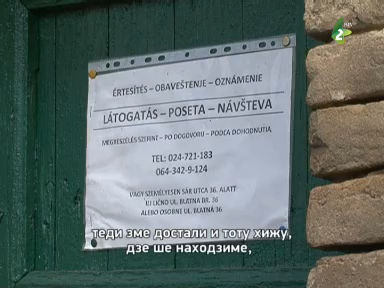 2
ÉRTESÍTÉS – OBAVEŠTENJE – OZNÁMENIE
LÁTOGATÁS – POSETA – NÁVŠTEVA
MEGBESZÉLÉS SZERINT – PO DOGOVORU – PODĽA DOHODNUTIA
TEL: 024-721-183
064-342-9-124
VAGY SZEMÉLYESEN SÁR UTCA 36. ALATT
ILI LIČNO UL. BLATNA BR. 36
ALEBO OSOBNE UL. BLATNÁ 36
теди зме достали и тоту хижу,
дзе ше находзиме,